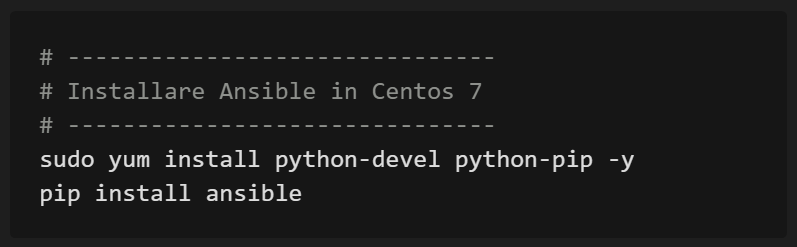 # -------------------------------
# Installare Ansible in Centos 7
# -------------------------------
sudo yum install python-devel python-pip -y
pip install ansible